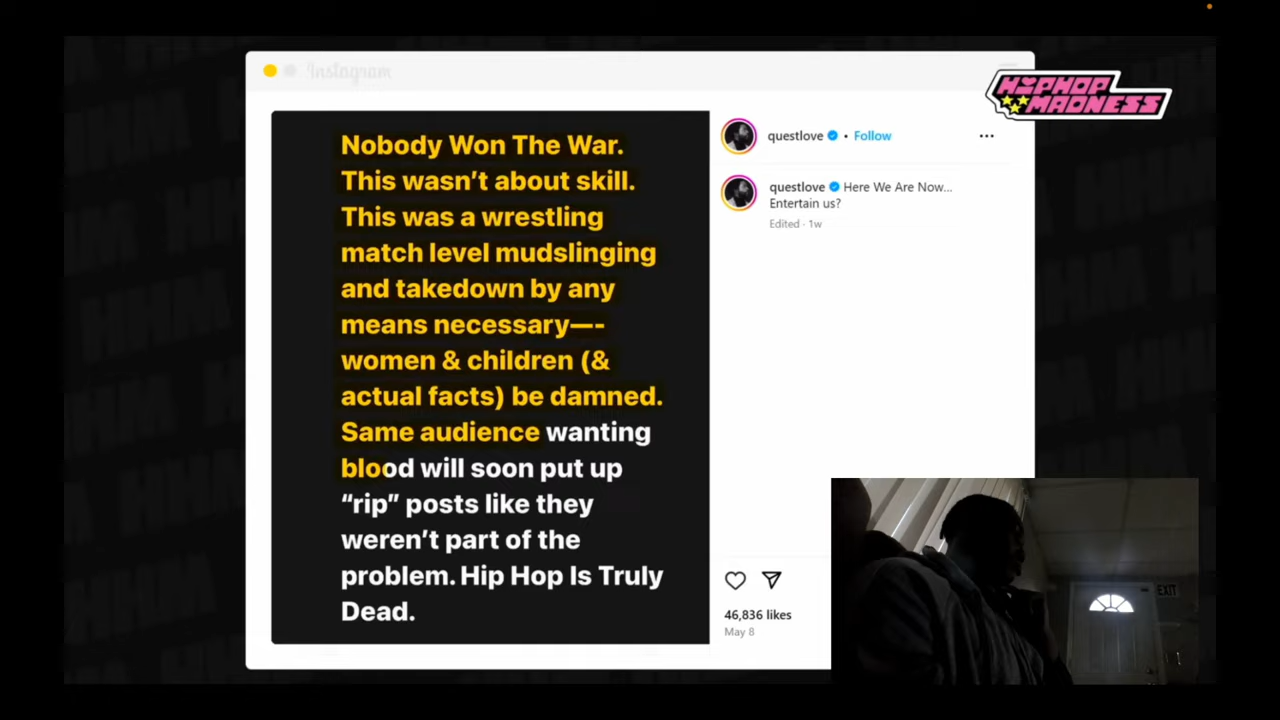 Instagram
HIPHOP
MADNESS
Nobody Won The War.
This wasn’t about skill.
This was a wrestling
match level mudslinging
and takedown by any
means necessary—-
women & children (&
actual facts) be damned.
Same audience wanting
blood will soon put up
“rip” posts like they
weren’t part of the
problem. Hip Hop Is Truly
Dead.
questlove • Follow
questlove Here We Are Now...
Entertain us?
Edited · 1w
46,836 likes
May 8
EXIT